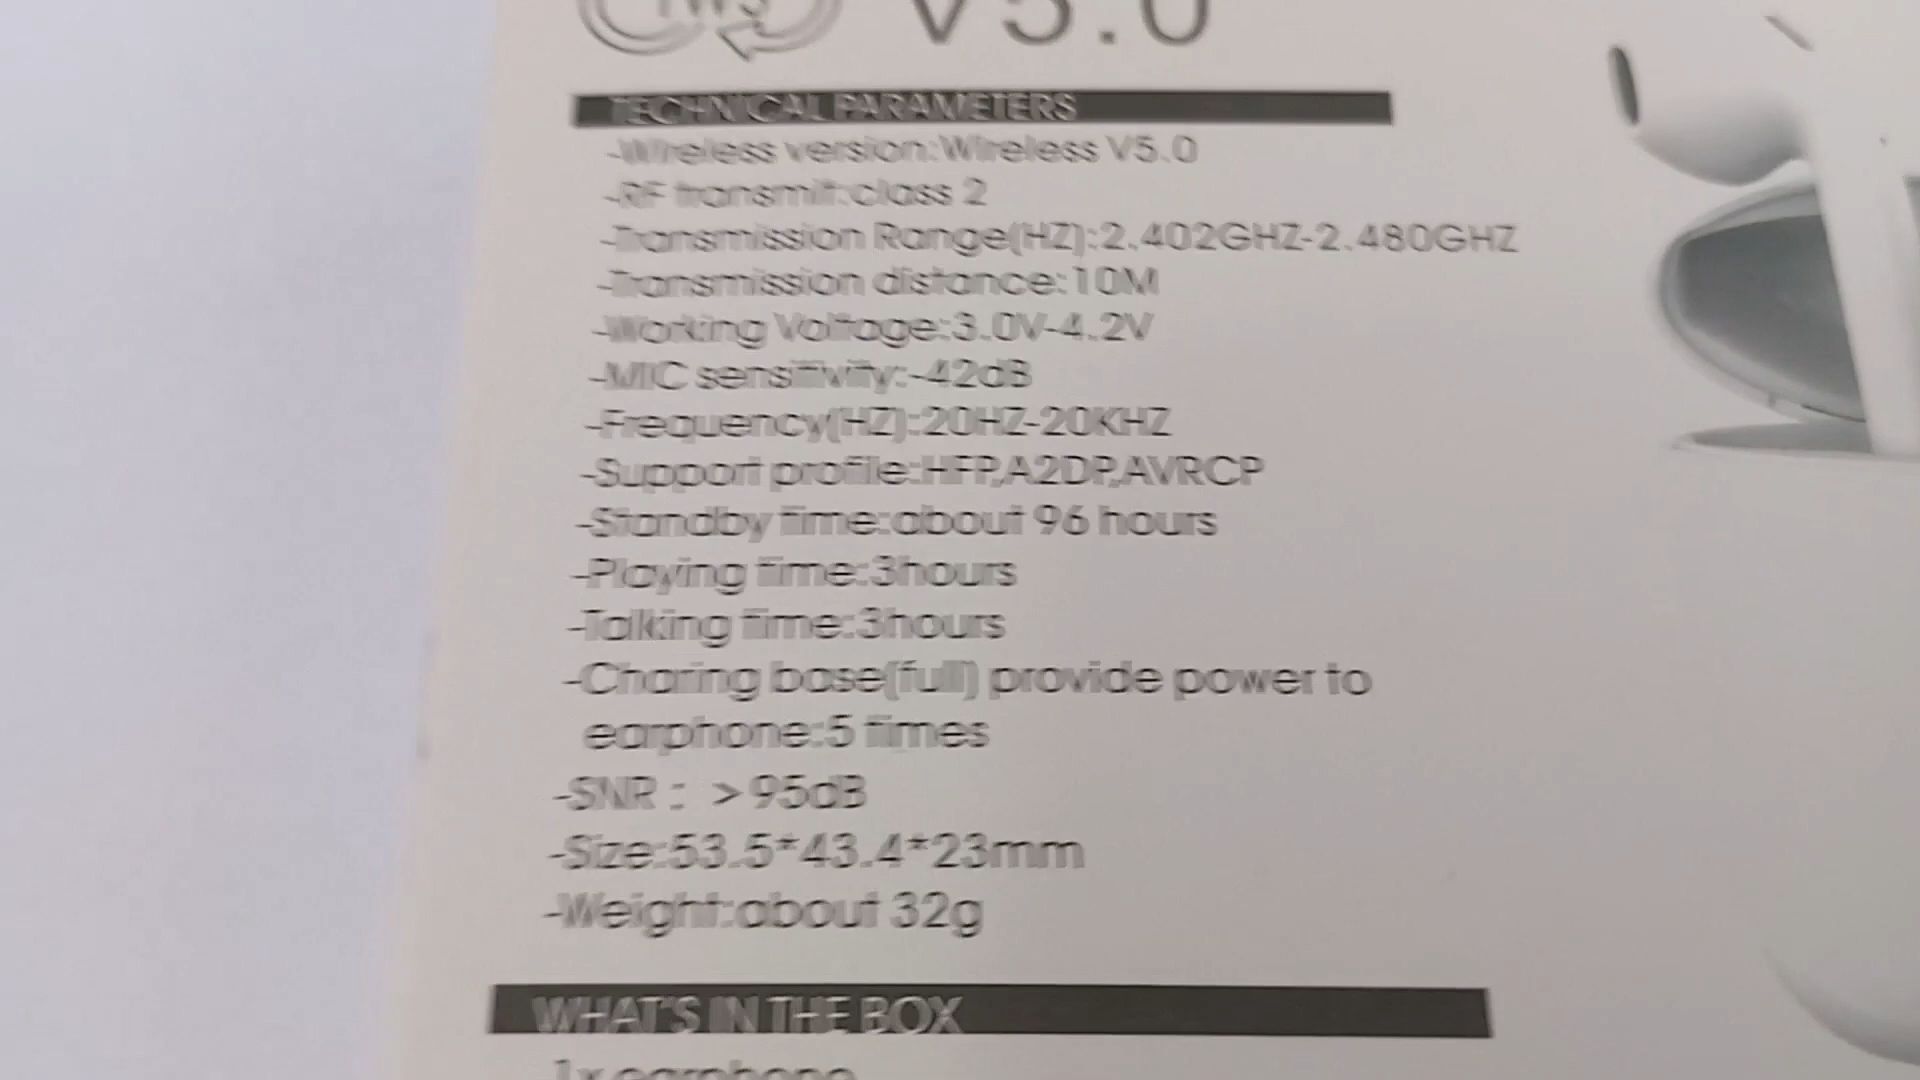 TWS V5.0
TECHNICAL PARAMETERS
-Wireless version:Wireless V5.0
-RF transmit:class 2
-Transmission Range(HZ):2.402GHZ-2.480GHZ
-Transmission distance:10M
-Working Voltage:3.0V-4.2V
-MIC sensitivity:-42dB
-Frequency(HZ):20HZ-20KHZ
-Support profile:HFP,A2DP,AVRCP
-Standby time:about 96 hours
-Playing time:3hours
-Talking time:3hours
-Charing base(full) provide power to
earphone:5 times
-SNR : >95dB
-Size:53.5*43.4*23mm
-Weight:about 32g
WHAT'S IN THE BOX
1x earphone